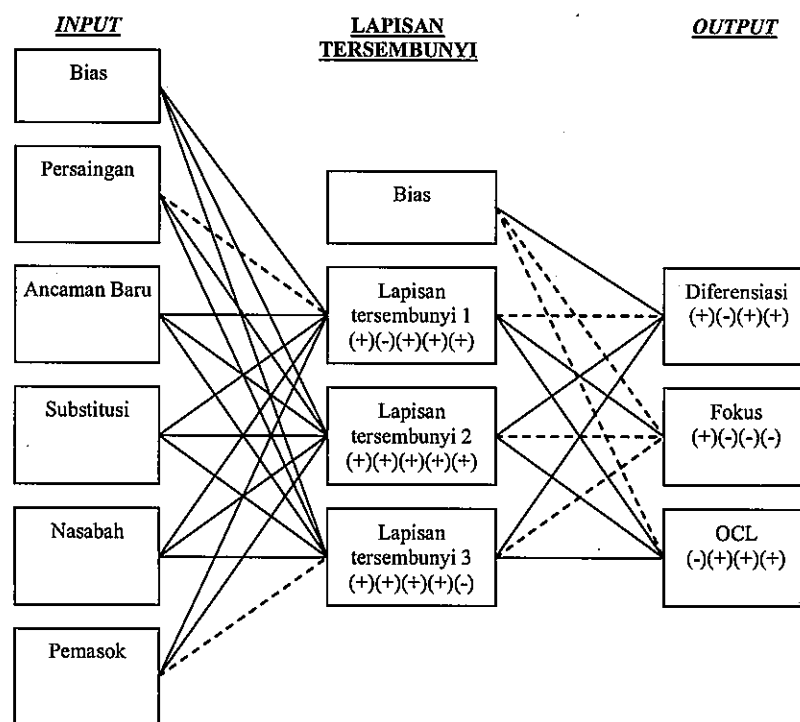 INPUT
LAPISAN
TERSEMBUNYI
OUTPUT
Bias
Persaingan
Ancaman Baru
Substitusi
Nasabah
Pemasok
Bias
Lapisan
tersembunyi 1
(+)(-)(+)(+)(+)
Lapisan
tersembunyi 2
(+)(+)(+)(+)(+)
Lapisan
tersembunyi 3
(+)(+)(+)(+)(-)
Diferensiasi
(+)(-)(+)(+)
Fokus
(+)(-)(-)(-)
OCL
(-)(+)(+)(+)